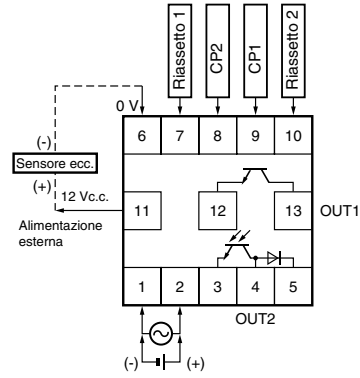 Riassetto 1
CP2
CP1
Riassetto 2
0 V
(-)
6
7
8
9
10
Sensore ecc.
(+)
12 Vc.c.
Alimentazione
esterna
11
12
13
OUT1
1
2
3
4
5
OUT2
(-)
(+)